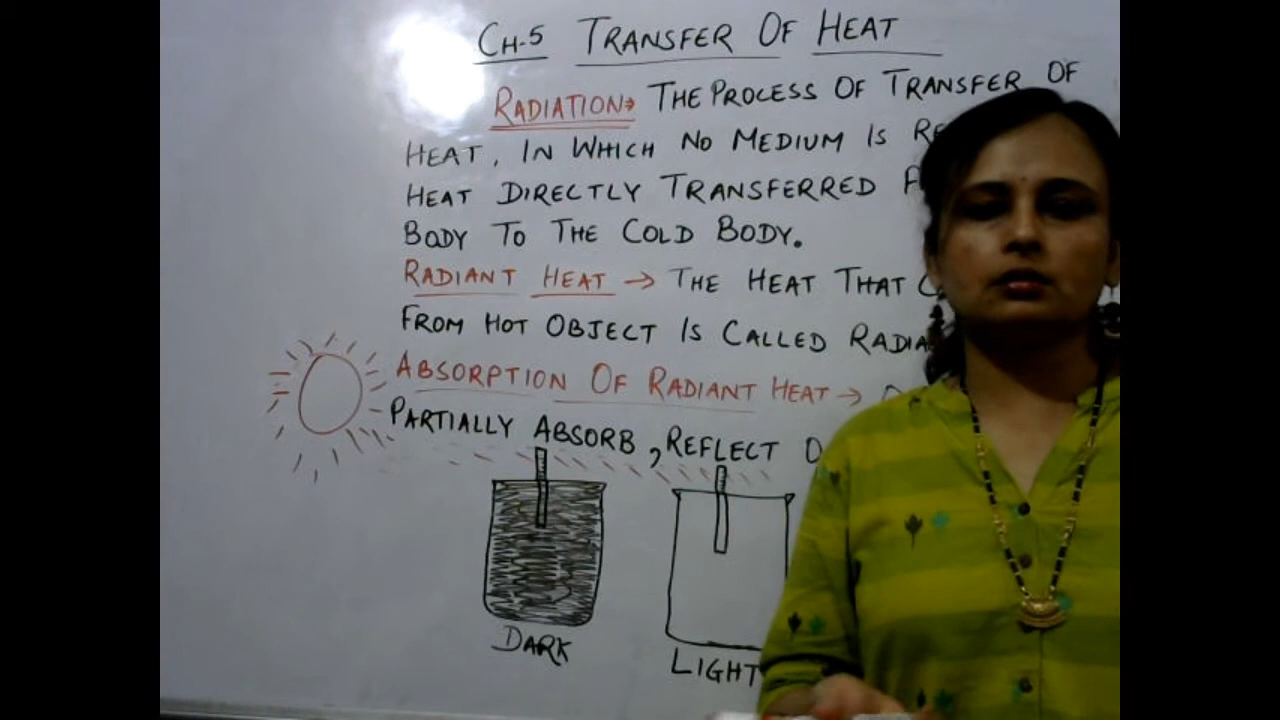 CH-5 TRANSFER OF HEAT
RADIATION→ THE PROCESS OF TRANSFER OF
HEAT, IN WHICH NO MEDIUM IS
HEAT DIRECTLY TRANSFERRED
BODY TO THE COLD BODY.
RADIANT HEAT → THE HEAT THAT
FROM HOT OBJECT IS CALLED
ABSORPTION OF RADIANT HEAT →
PARTIALLY ABSORB, REFLECT
DARK
LIGHT